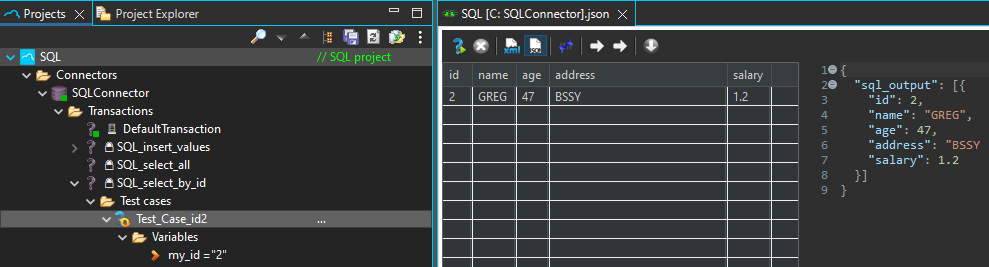 Projects
Project Explorer
SQL // SQL project
Connectors
SQLConnector
Transactions
DefaultTransaction
SQL_insert_values
SQL_select_all
SQL_select_by_id
Test cases
Test_Case_id2 ...
Variables
my_id ="2"
SQL [C: SQLConnector].json
id name age address salary
2 GREG 47 BSSY 1.2
1 {
2 "sql_output": [{
3 "id": 2,
4 "name": "GREG",
5 "age": 47,
6 "address": "BSSY
7 "salary": 1.2
8 }]
9 }